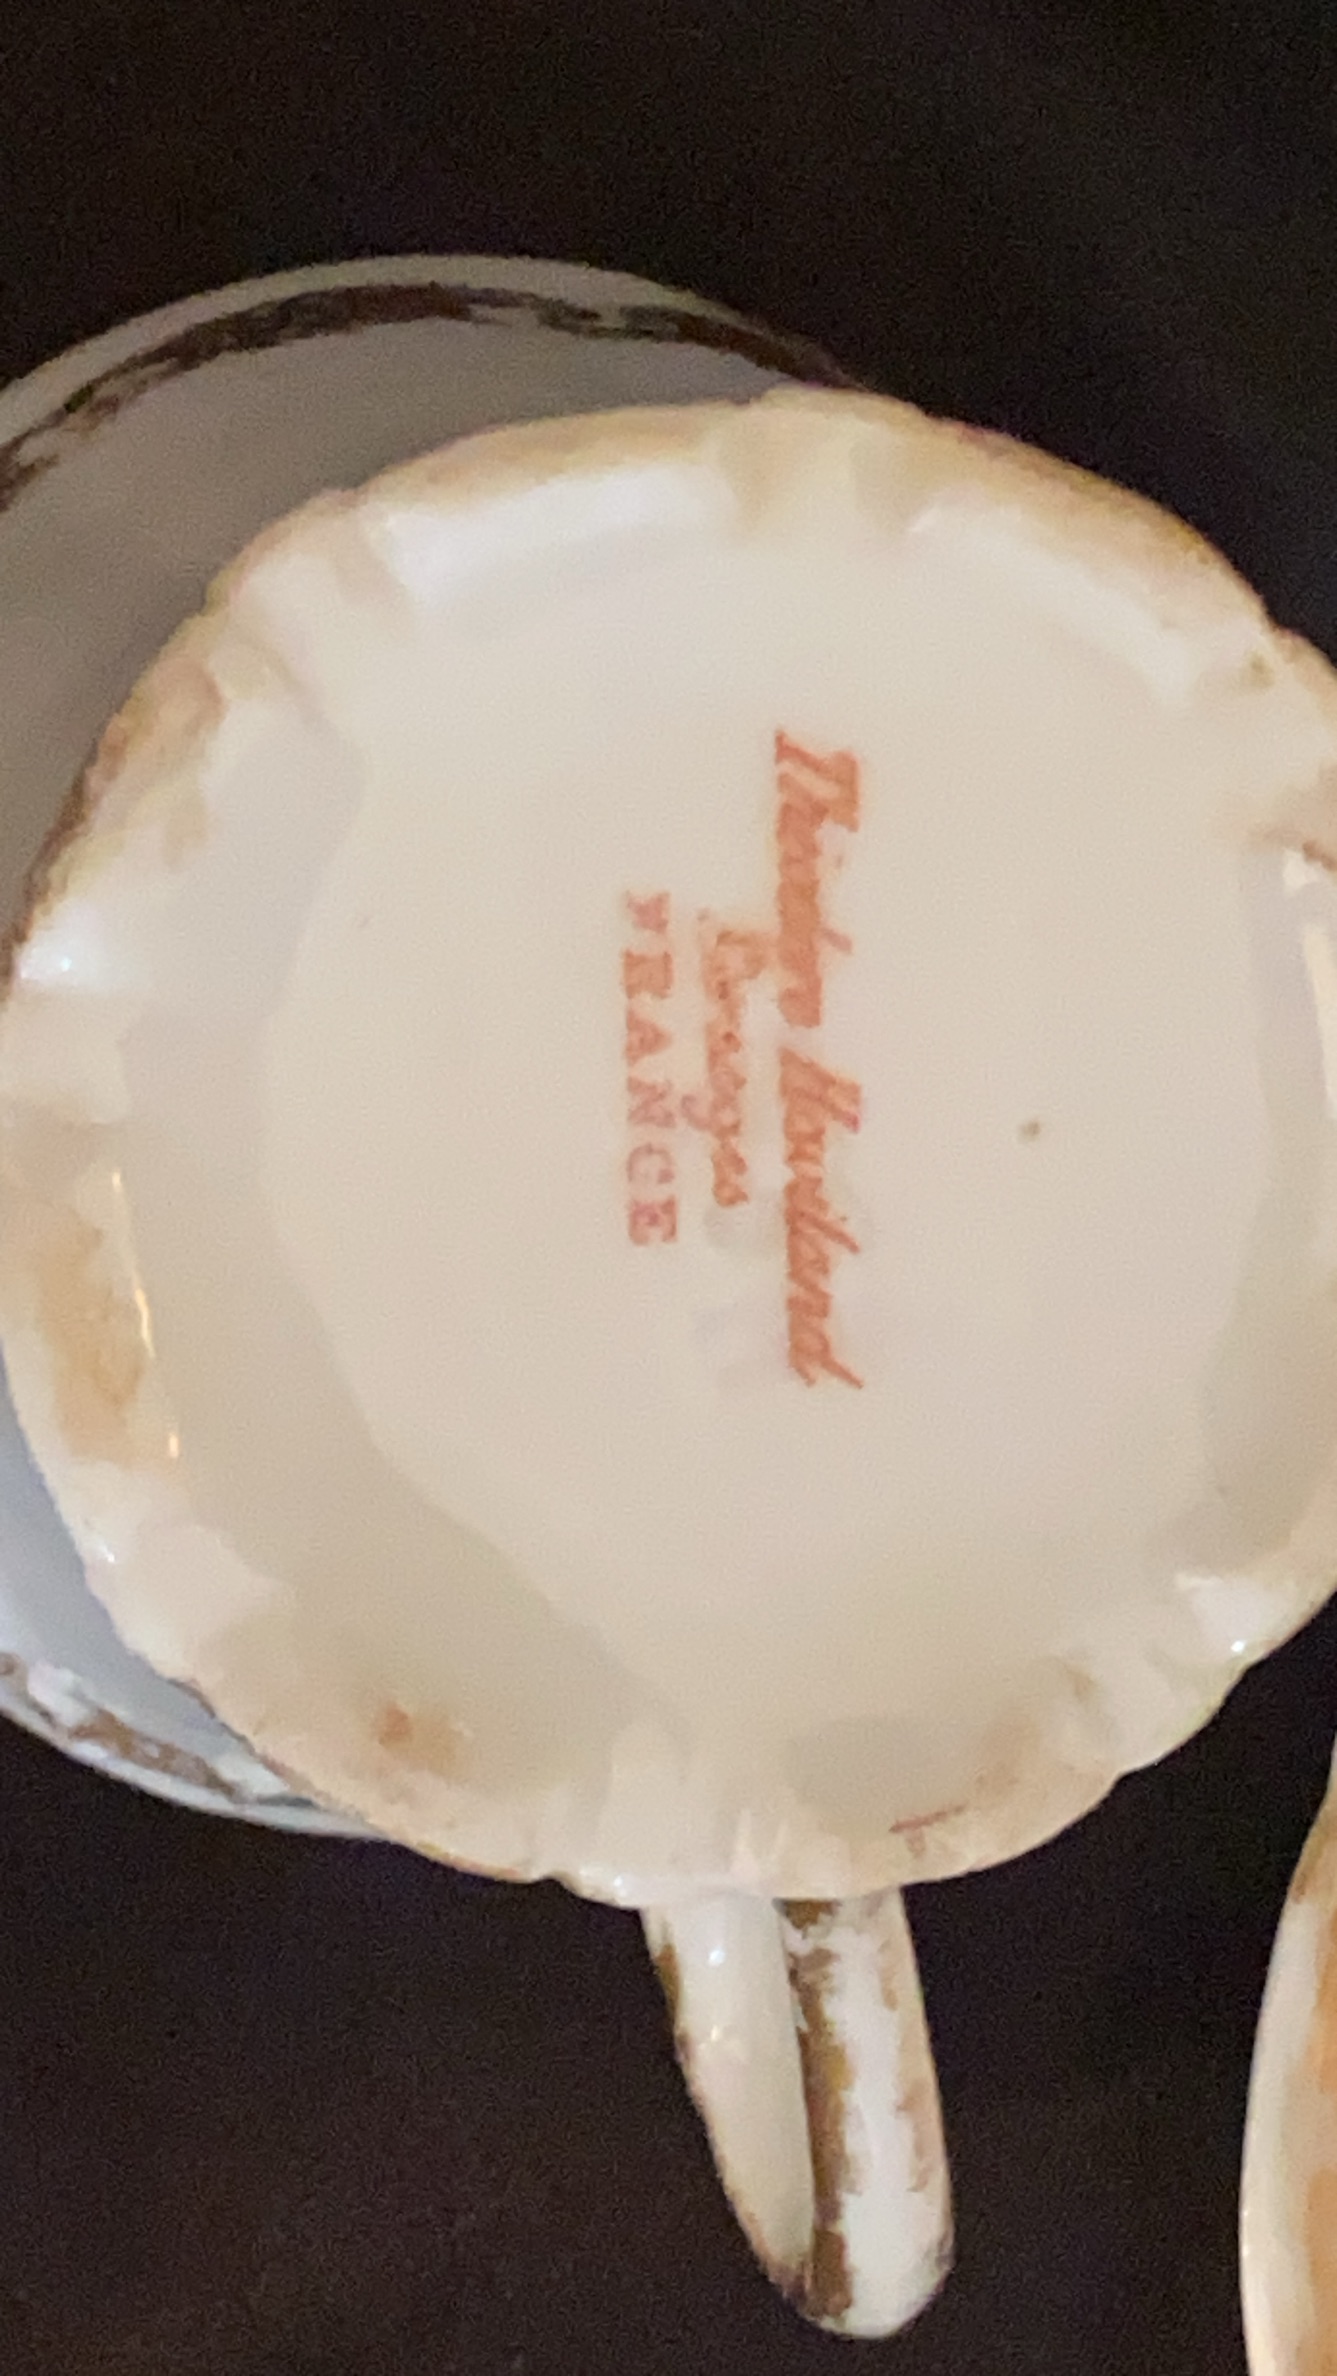 Theodore Haviland
Limoges
FRANCE